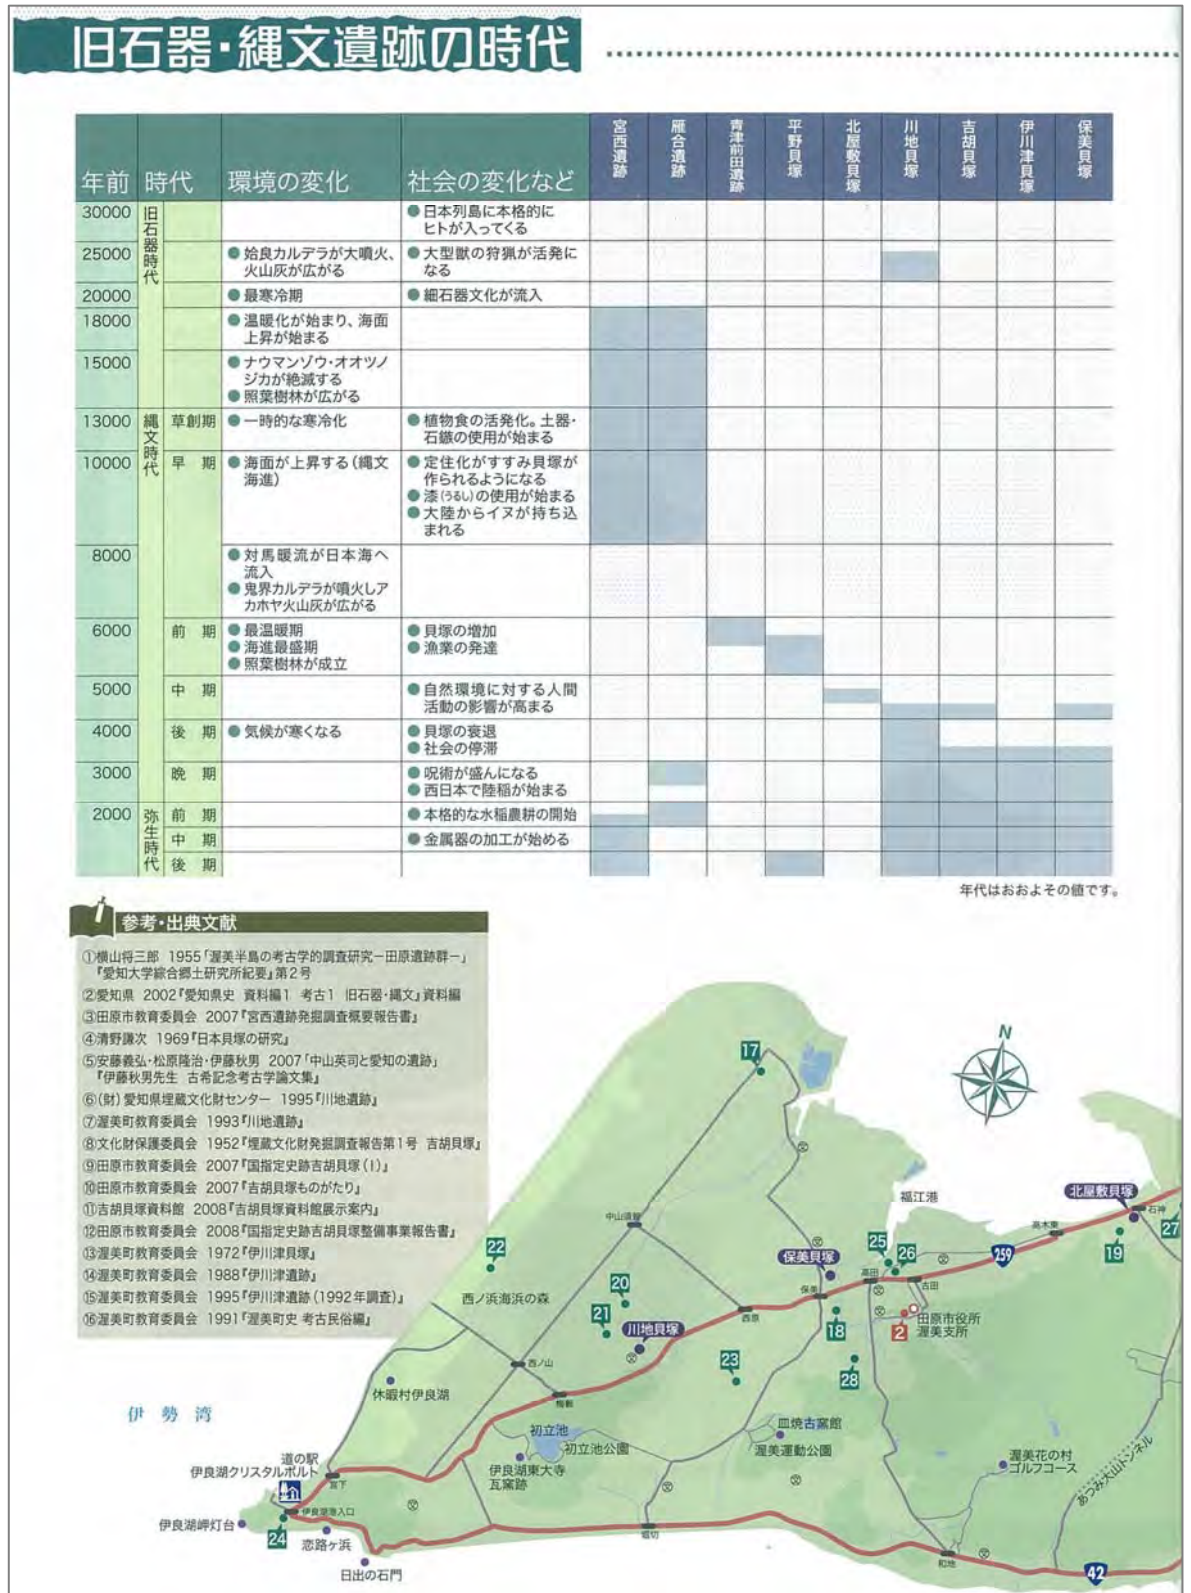 旧石器・縄文遺跡の時代
年前 時代 環境の変化 社会の変化など 宮西遺跡 雁合遺跡 青津前田遺跡 平野貝塚 北屋敷貝塚 川地貝塚 吉胡貝塚 伊川津貝塚 保美貝塚
30000 旧石器時代 ●日本列島に本格的に
ヒトが入ってくる
25000 ●姶良カルデラが大噴火、
火山灰が広がる
●大型獣の狩猟が活発に
なる
20000 ●最寒冷期 ●細石器文化が流入
18000 ●温暖化が始まり、海面
上昇が始まる
15000 ●ナウマンゾウ・オオツノ
ジカが絶滅する
●照葉樹林が広がる
13000 縄文時代 草創期 ●一時的な寒冷化 ●植物食の活発化。土器・
石鏃の使用が始まる
10000 早期 ●海面が上昇する(縄文
海進)
●定住化がすすみ貝塚が
作られるようになる
●漆(うるし)の使用が始まる
●大陸からイヌが持ち込
まれる
8000 ●対馬暖流が日本海へ
流入
●鬼界カルデラが噴火しア
カホヤ火山灰が広がる
6000 前期 ●最温暖期
●海進最盛期
●照葉樹林が成立
●貝塚の増加
●漁業の発達
5000 中期 ●自然環境に対する人間
活動の影響が高まる
4000 後期 ●気候が寒くなる ●貝塚の衰退
●社会の停滞
3000 晩期 ●呪術が盛んになる
●西日本で陸稲が始まる
2000 弥生時代 前期 ●本格的な水稲農耕の開始
中期 ●金属器の加工が始める
後期
年代はおおよその値です。
参考・出典文献
①横山将三郎 1955「渥美半島の考古学的調査研究−田原遺跡群−」
『愛知大学綜合郷土研究所紀要』第2号
②愛知県 2002『愛知県史 資料編1 考古1 旧石器・縄文』資料編
③田原市教育委員会 2007『宮西遺跡発掘調査概要報告書』
④清野謙次 1969『日本貝塚の研究』
⑤安藤義弘・松原隆治・伊藤秋男 2007「中山英司と愛知の遺跡」
『伊藤秋男先生 古希記念考古学論文集』
⑥(財)愛知県埋蔵文化財センター 1995『川地遺跡』
⑦渥美町教育委員会 1993『川地遺跡』
⑧文化財保護委員会 1952『埋蔵文化財発掘調査報告第1号 吉胡貝塚』
⑨田原市教育委員会 2007『国指定史跡吉胡貝塚(Ⅰ)』
⑩田原市教育委員会 2007『吉胡貝塚ものがたり』
⑪吉胡貝塚資料館 2008『吉胡貝塚資料館展示案内』
⑫田原市教育委員会 2008『国指定史跡吉胡貝塚整備事業報告書』
⑬渥美町教育委員会 1972『伊川津貝塚』
⑭渥美町教育委員会 1988『伊川津遺跡』
⑮渥美町教育委員会 1995『伊川津遺跡(1992年調査)』
⑯渥美町教育委員会 1991『渥美町史 考古民俗編』
N
17
福江港
北屋敷貝塚
石神
27
19
高木東
259
中山
22
25
26
保美貝塚
高田
古田
保美
西ノ浜海浜の森
20
21
川地貝塚
西原
18
2
田原市役所
渥美支所
西ノ山
23
28
休暇村伊良湖
伊勢湾
初立池
初立池公園
皿焼古窯館
渥美運動公園
伊良湖東大寺
瓦窯跡
渥美花の村
ゴルフコース
あつみ大山トンネル
道の駅
伊良湖クリスタルポルト
宮下
伊良湖港入口
伊良湖岬灯台
24
恋路ヶ浜
日出の石門
堀切
和地
42